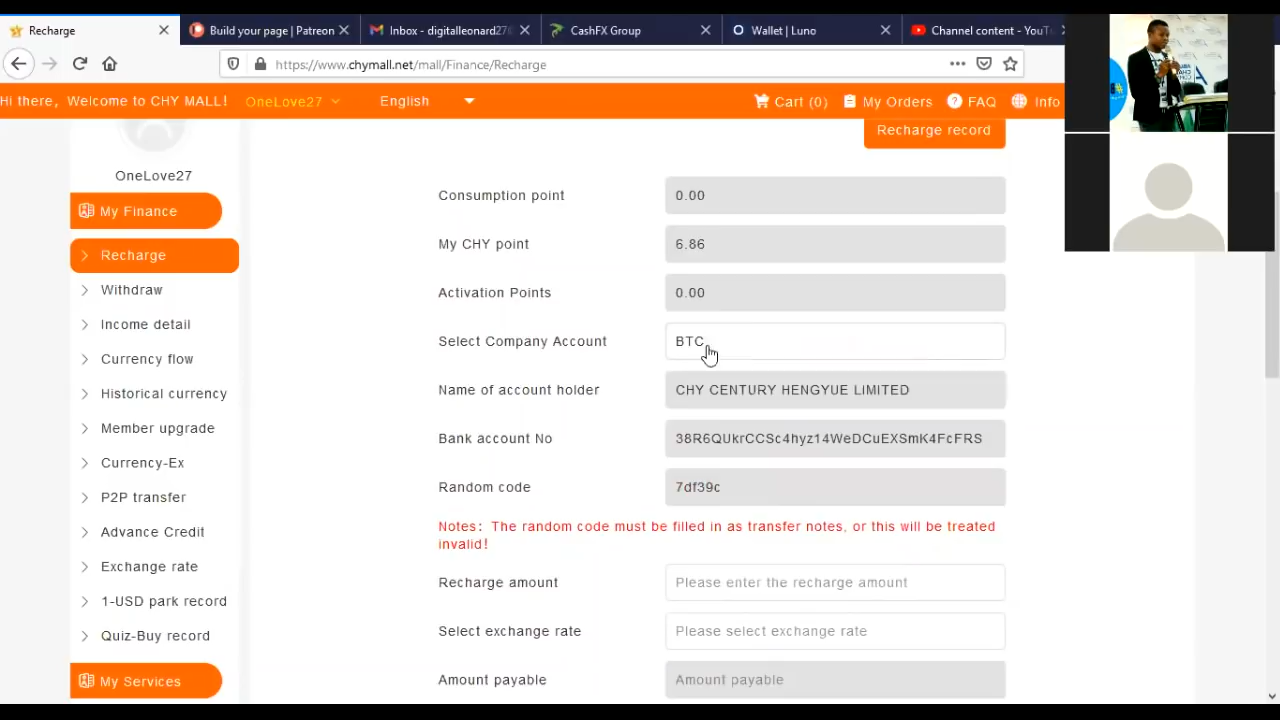 Recharge
Build your page | Patreon
Inbox - digitalleonard27
CashFX Group
Wallet | Luno
Channel content - YouT
https://www.chymall.net/mall/Finance/Recharge
Hi there, Welcome to CHY MALL!
OneLove27
English
Cart (0)
My Orders
FAQ
Info
Recharge record
OneLove27
My Finance
Recharge
Withdraw
Income detail
Currency flow
Historical currency
Member upgrade
Currency-Ex
P2P transfer
Advance Credit
Exchange rate
1-USD park record
Quiz-Buy record
My Services
Consumption point 0.00
My CHY point 6.86
Activation Points 0.00
Select Company Account BTC
Name of account holder CHY CENTURY HENGYUE LIMITED
Bank account No 38R6QUkrCCSc4hyz14WeDCuEXSmK4FcFRS
Random code 7df39c
Notes: The random code must be filled in as transfer notes, or this will be treated
invalid!
Recharge amount Please enter the recharge amount
Select exchange rate Please select exchange rate
Amount payable Amount payable